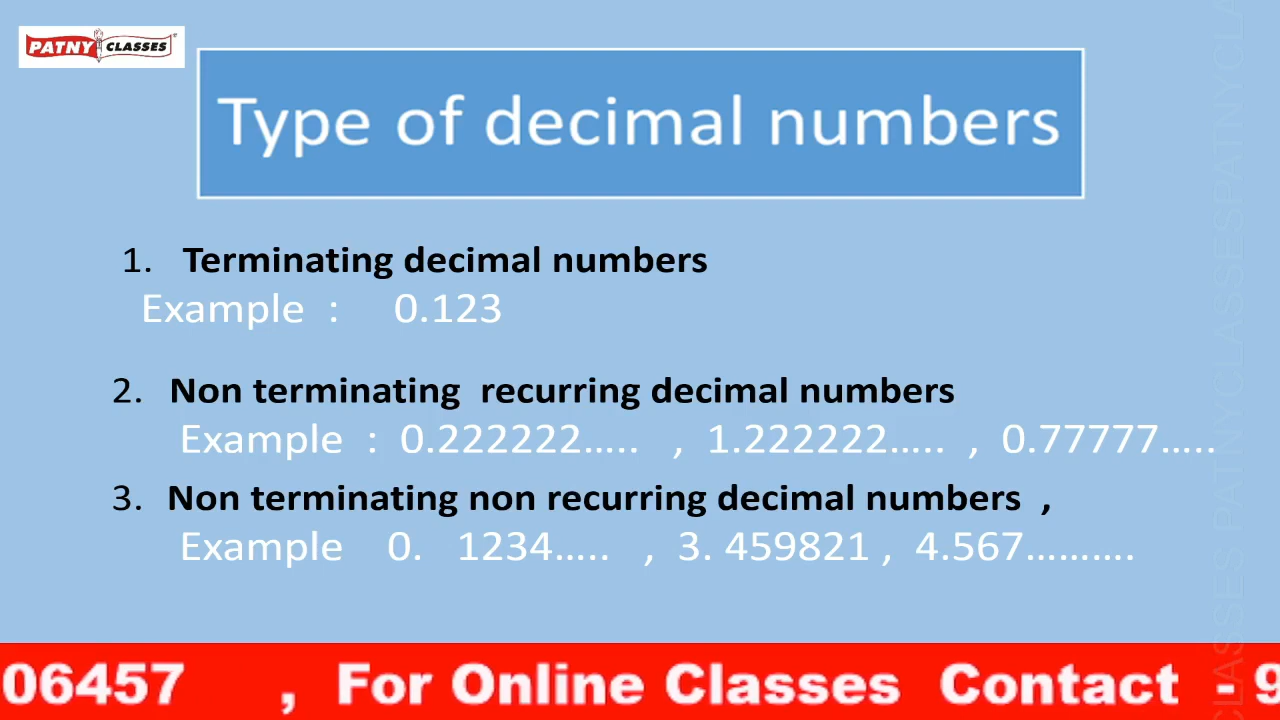 PATNY CLASSES
Type of decimal numbers
1. Terminating decimal numbers
Example : 0.123
2. Non terminating recurring decimal numbers
Example : 0.222222….. , 1.222222….. , 0.77777…..
3. Non terminating non recurring decimal numbers ,
Example 0. 1234….. , 3. 459821 , 4.567……….
06457 , For Online Classes Contact - 9
CLASSES PATNYCLASSESPATNYCLA